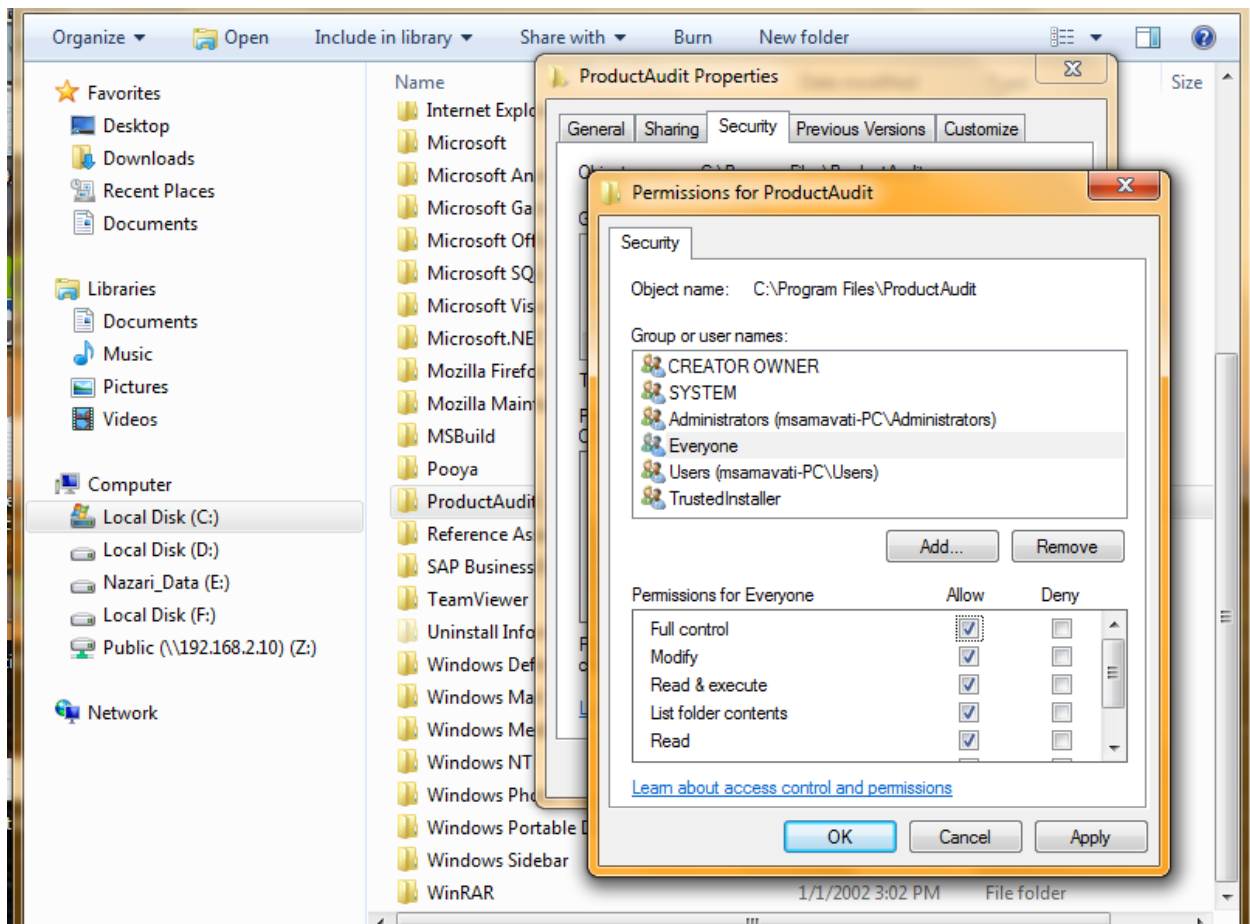 Organize Open Include in library Share with Burn New folder
Favorites
Desktop
Downloads
Recent Places
Documents
Libraries
Documents
Music
Pictures
Videos
Computer
Local Disk (C:)
Local Disk (D:)
Nazari_Data (E:)
Local Disk (F:)
Public (\\192.168.2.10) (Z:)
Network
Name
Size
Internet Explo
Microsoft
Microsoft An
Microsoft Ga
Microsoft Off
Microsoft SQ
Microsoft Vis
Microsoft.NE
Mozilla Firefo
Mozilla Maint
MSBuild
Pooya
ProductAudit
Reference As
SAP Business
TeamViewer
Uninstall Info
Windows Def
Windows Ma
Windows Me
Windows NT
Windows Pho
Windows Portable D
Windows Sidebar
WinRAR 1/1/2002 3:02 PM File folder
ProductAudit Properties
General Sharing Security Previous Versions Customize
Permissions for ProductAudit
Security
Object name: C:\Program Files\ProductAudit
Group or user names:
CREATOR OWNER
SYSTEM
Administrators (msamavati-PC\Administrators)
Everyone
Users (msamavati-PC\Users)
TrustedInstaller
Add... Remove
Permissions for Everyone Allow Deny
Full control
Modify
Read & execute
List folder contents
Read
Learn about access control and permissions
OK Cancel Apply